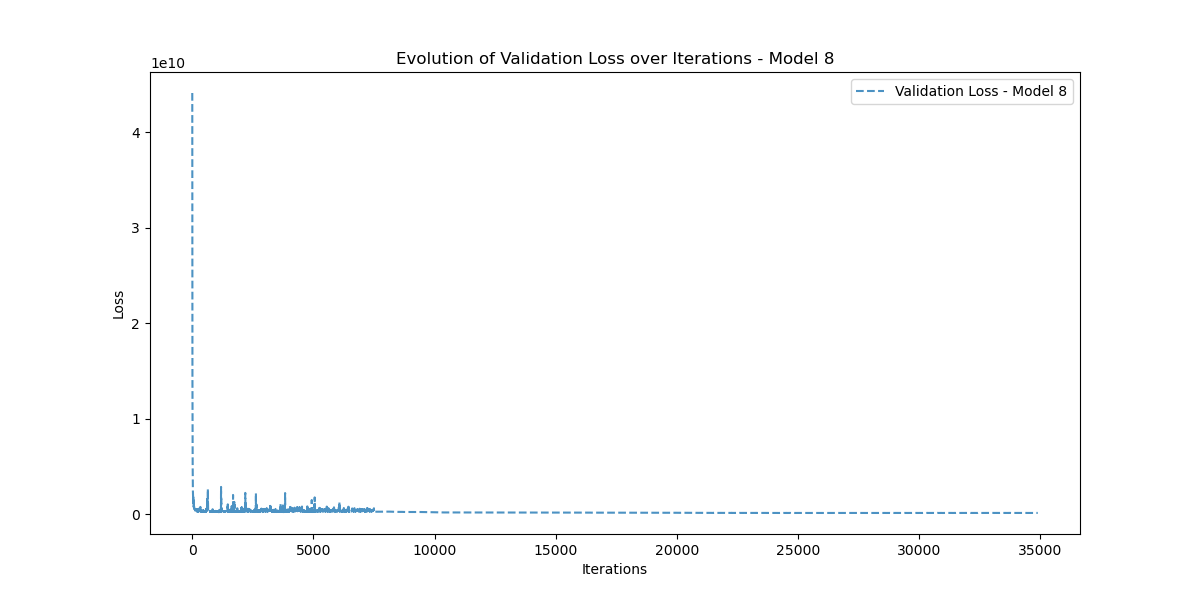 Evolution of Validation Loss over Iterations - Model 8
1e10
Validation Loss - Model 8
4
3
2
1
0
Loss
0 5000 10000 15000 20000 25000 30000 35000
Iterations